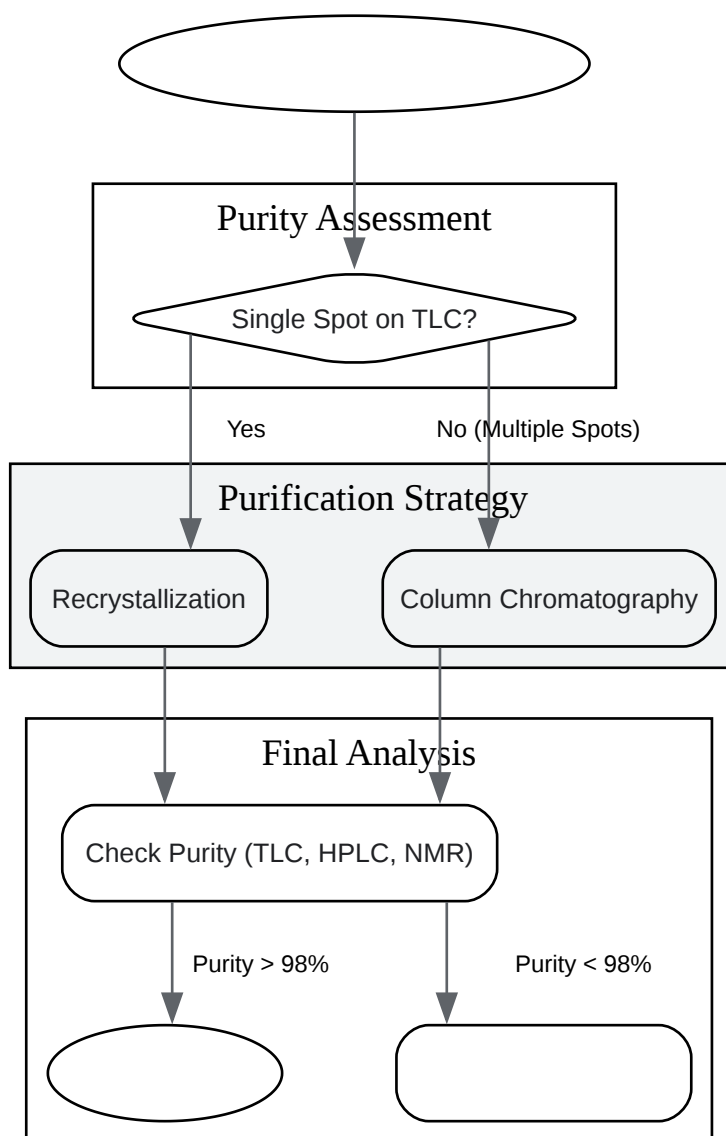 Purity Assessment
Single Spot on TLC?
Yes
No (Multiple Spots)
Purification Strategy
Recrystallization
Column Chromatography
Final Analysis
Check Purity (TLC, HPLC, NMR)
Purity > 98%
Purity < 98%